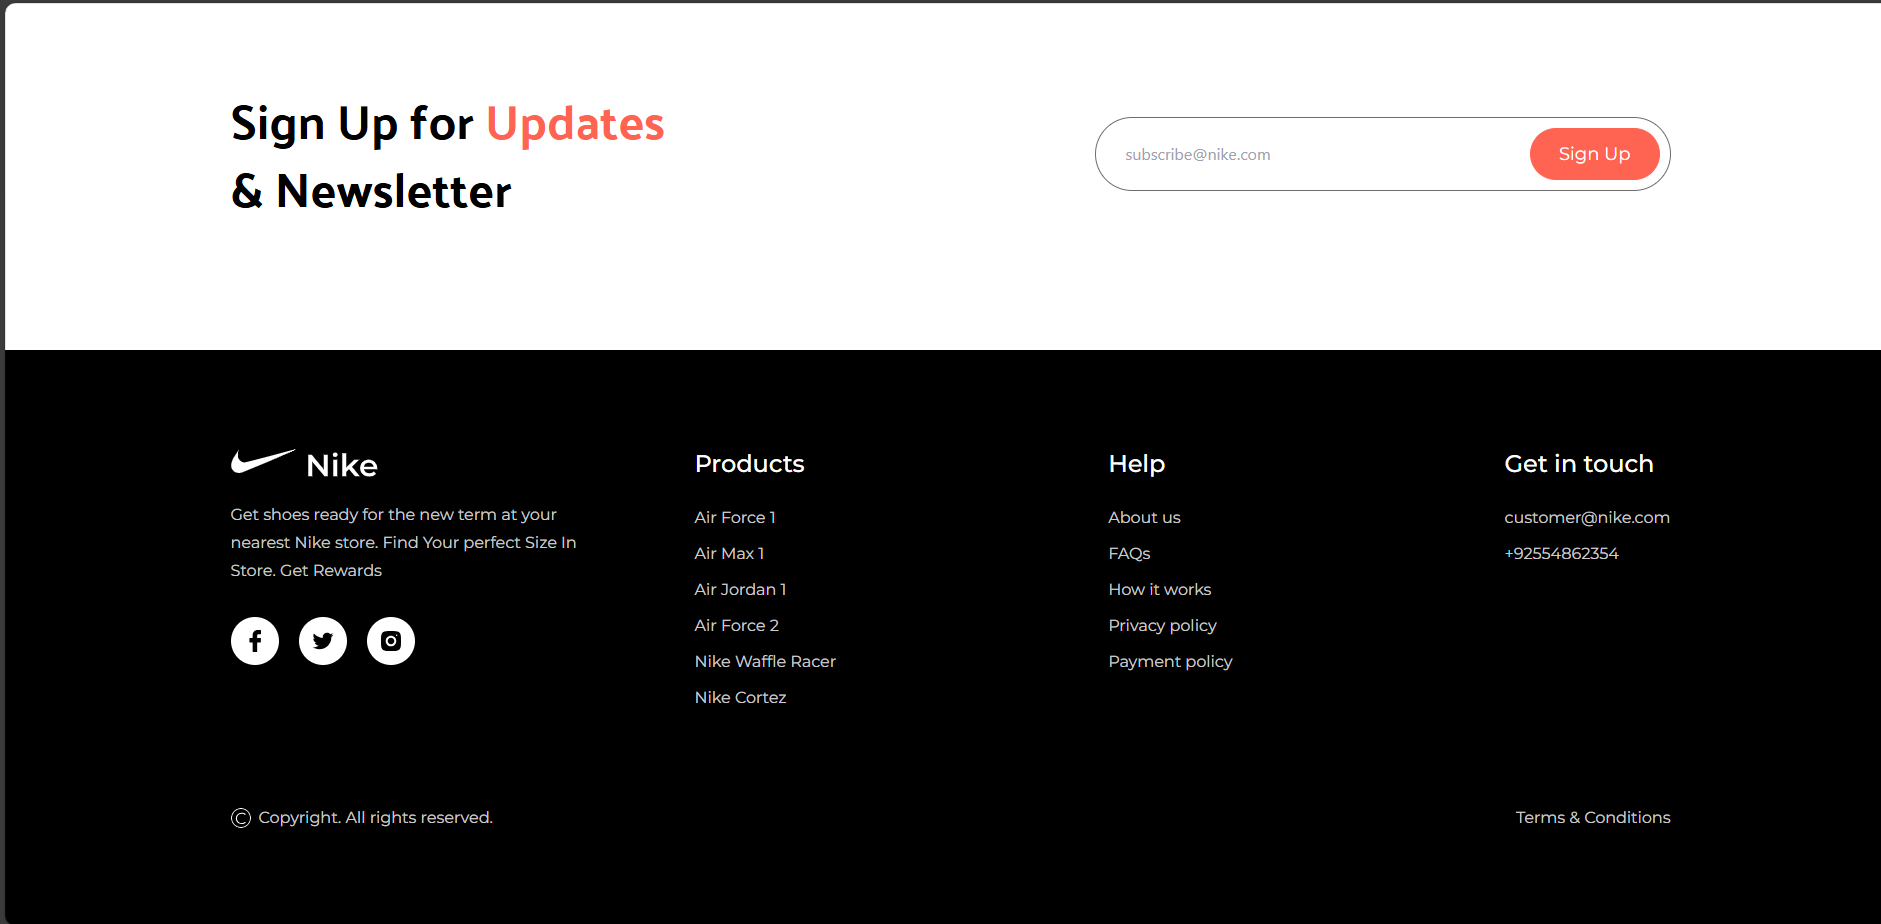 Sign Up for Updates
& Newsletter
subscribe@nike.com
Sign Up
Nike
Get shoes ready for the new term at your
nearest Nike store. Find Your perfect Size In
Store. Get Rewards
Products
Air Force 1
Air Max 1
Air Jordan 1
Air Force 2
Nike Waffle Racer
Nike Cortez
Help
About us
FAQs
How it works
Privacy policy
Payment policy
Get in touch
customer@nike.com
+92554862354
© Copyright. All rights reserved.
Terms & Conditions